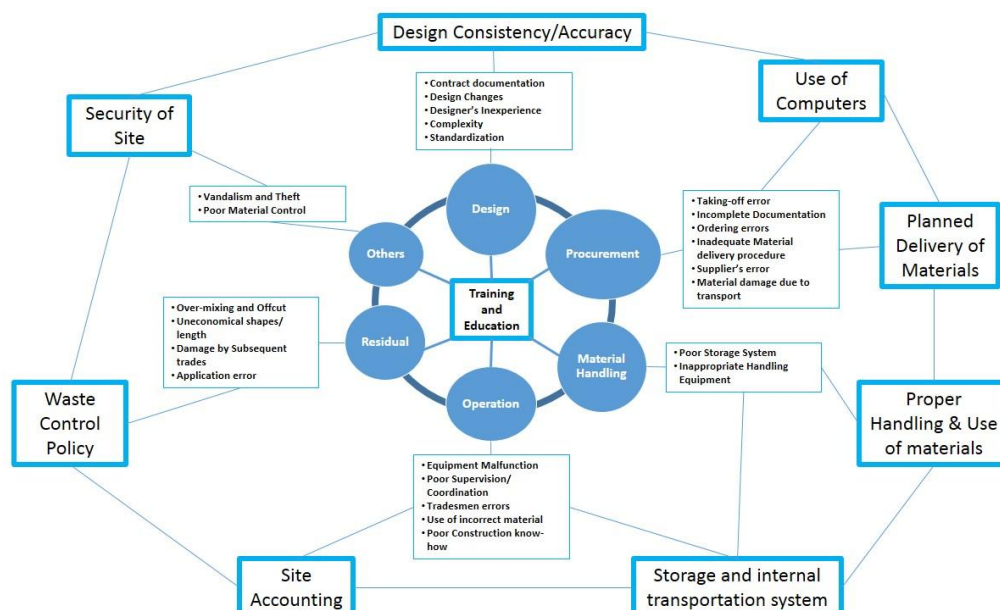 Design Consistency/Accuracy
Use of
Computers
Security of
Site
• Contract documentation
• Design Changes
• Designer's Inexperience
• Complexity
• Standardization
• Vandalism and Theft
• Poor Material Control
• Taking-off error
• Incomplete Documentation
• Ordering errors
• Inadequate Material
delivery procedure
• Supplier's error
• Material damage due to
transport
Planned
Delivery of
Materials
Design
Others
Procurement
Training
and
Education
• Over-mixing and Offcut
• Uneconomical shapes/
length
• Damage by Subsequent
trades
• Application error
Residual
Material
Handling
Operation
• Poor Storage System
• Inappropriate Handling
Equipment
Waste
Control
Policy
Proper
Handling & Use
of materials
• Equipment Malfunction
• Poor Supervision/
Coordination
• Tradesmen errors
• Use of incorrect material
• Poor Construction know-
how
Site
Accounting
Storage and internal
transportation system